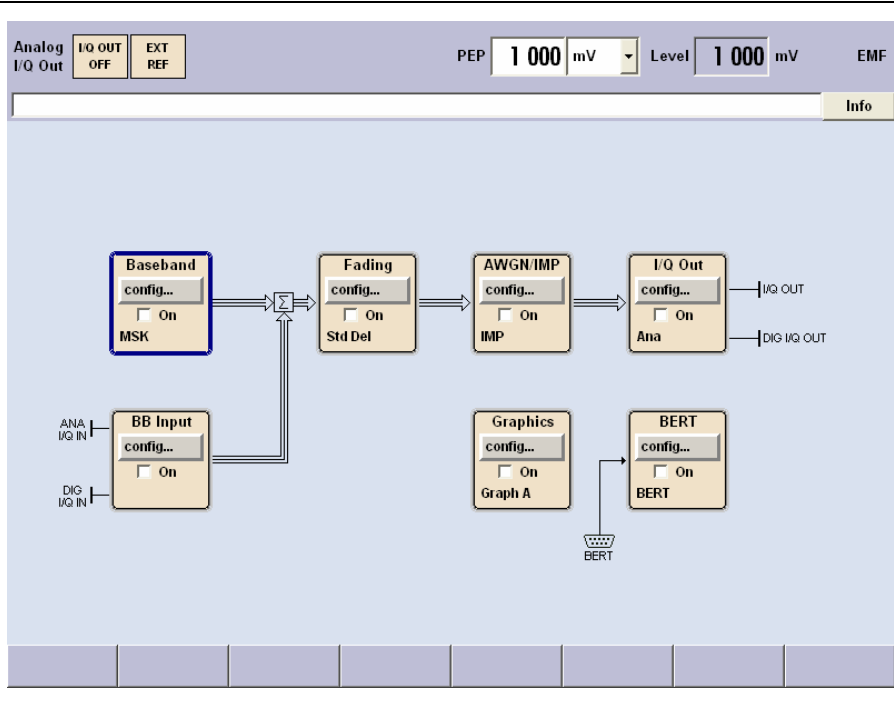 Analog I/Q Out
I/Q OUT OFF
EXT REF
PEP 1 000 mV
Level 1 000 mV
EMF
Info
Baseband
config...
On
MSK
Σ
Fading
config...
On
Std Del
AWGN/IMP
config...
On
IMP
I/Q Out
config...
On
Ana
I/Q OUT
DIG I/Q OUT
ANA I/Q IN
DIG I/Q IN
BB Input
config...
On
Graphics
config...
On
Graph A
BERT
config...
On
BERT
BERT